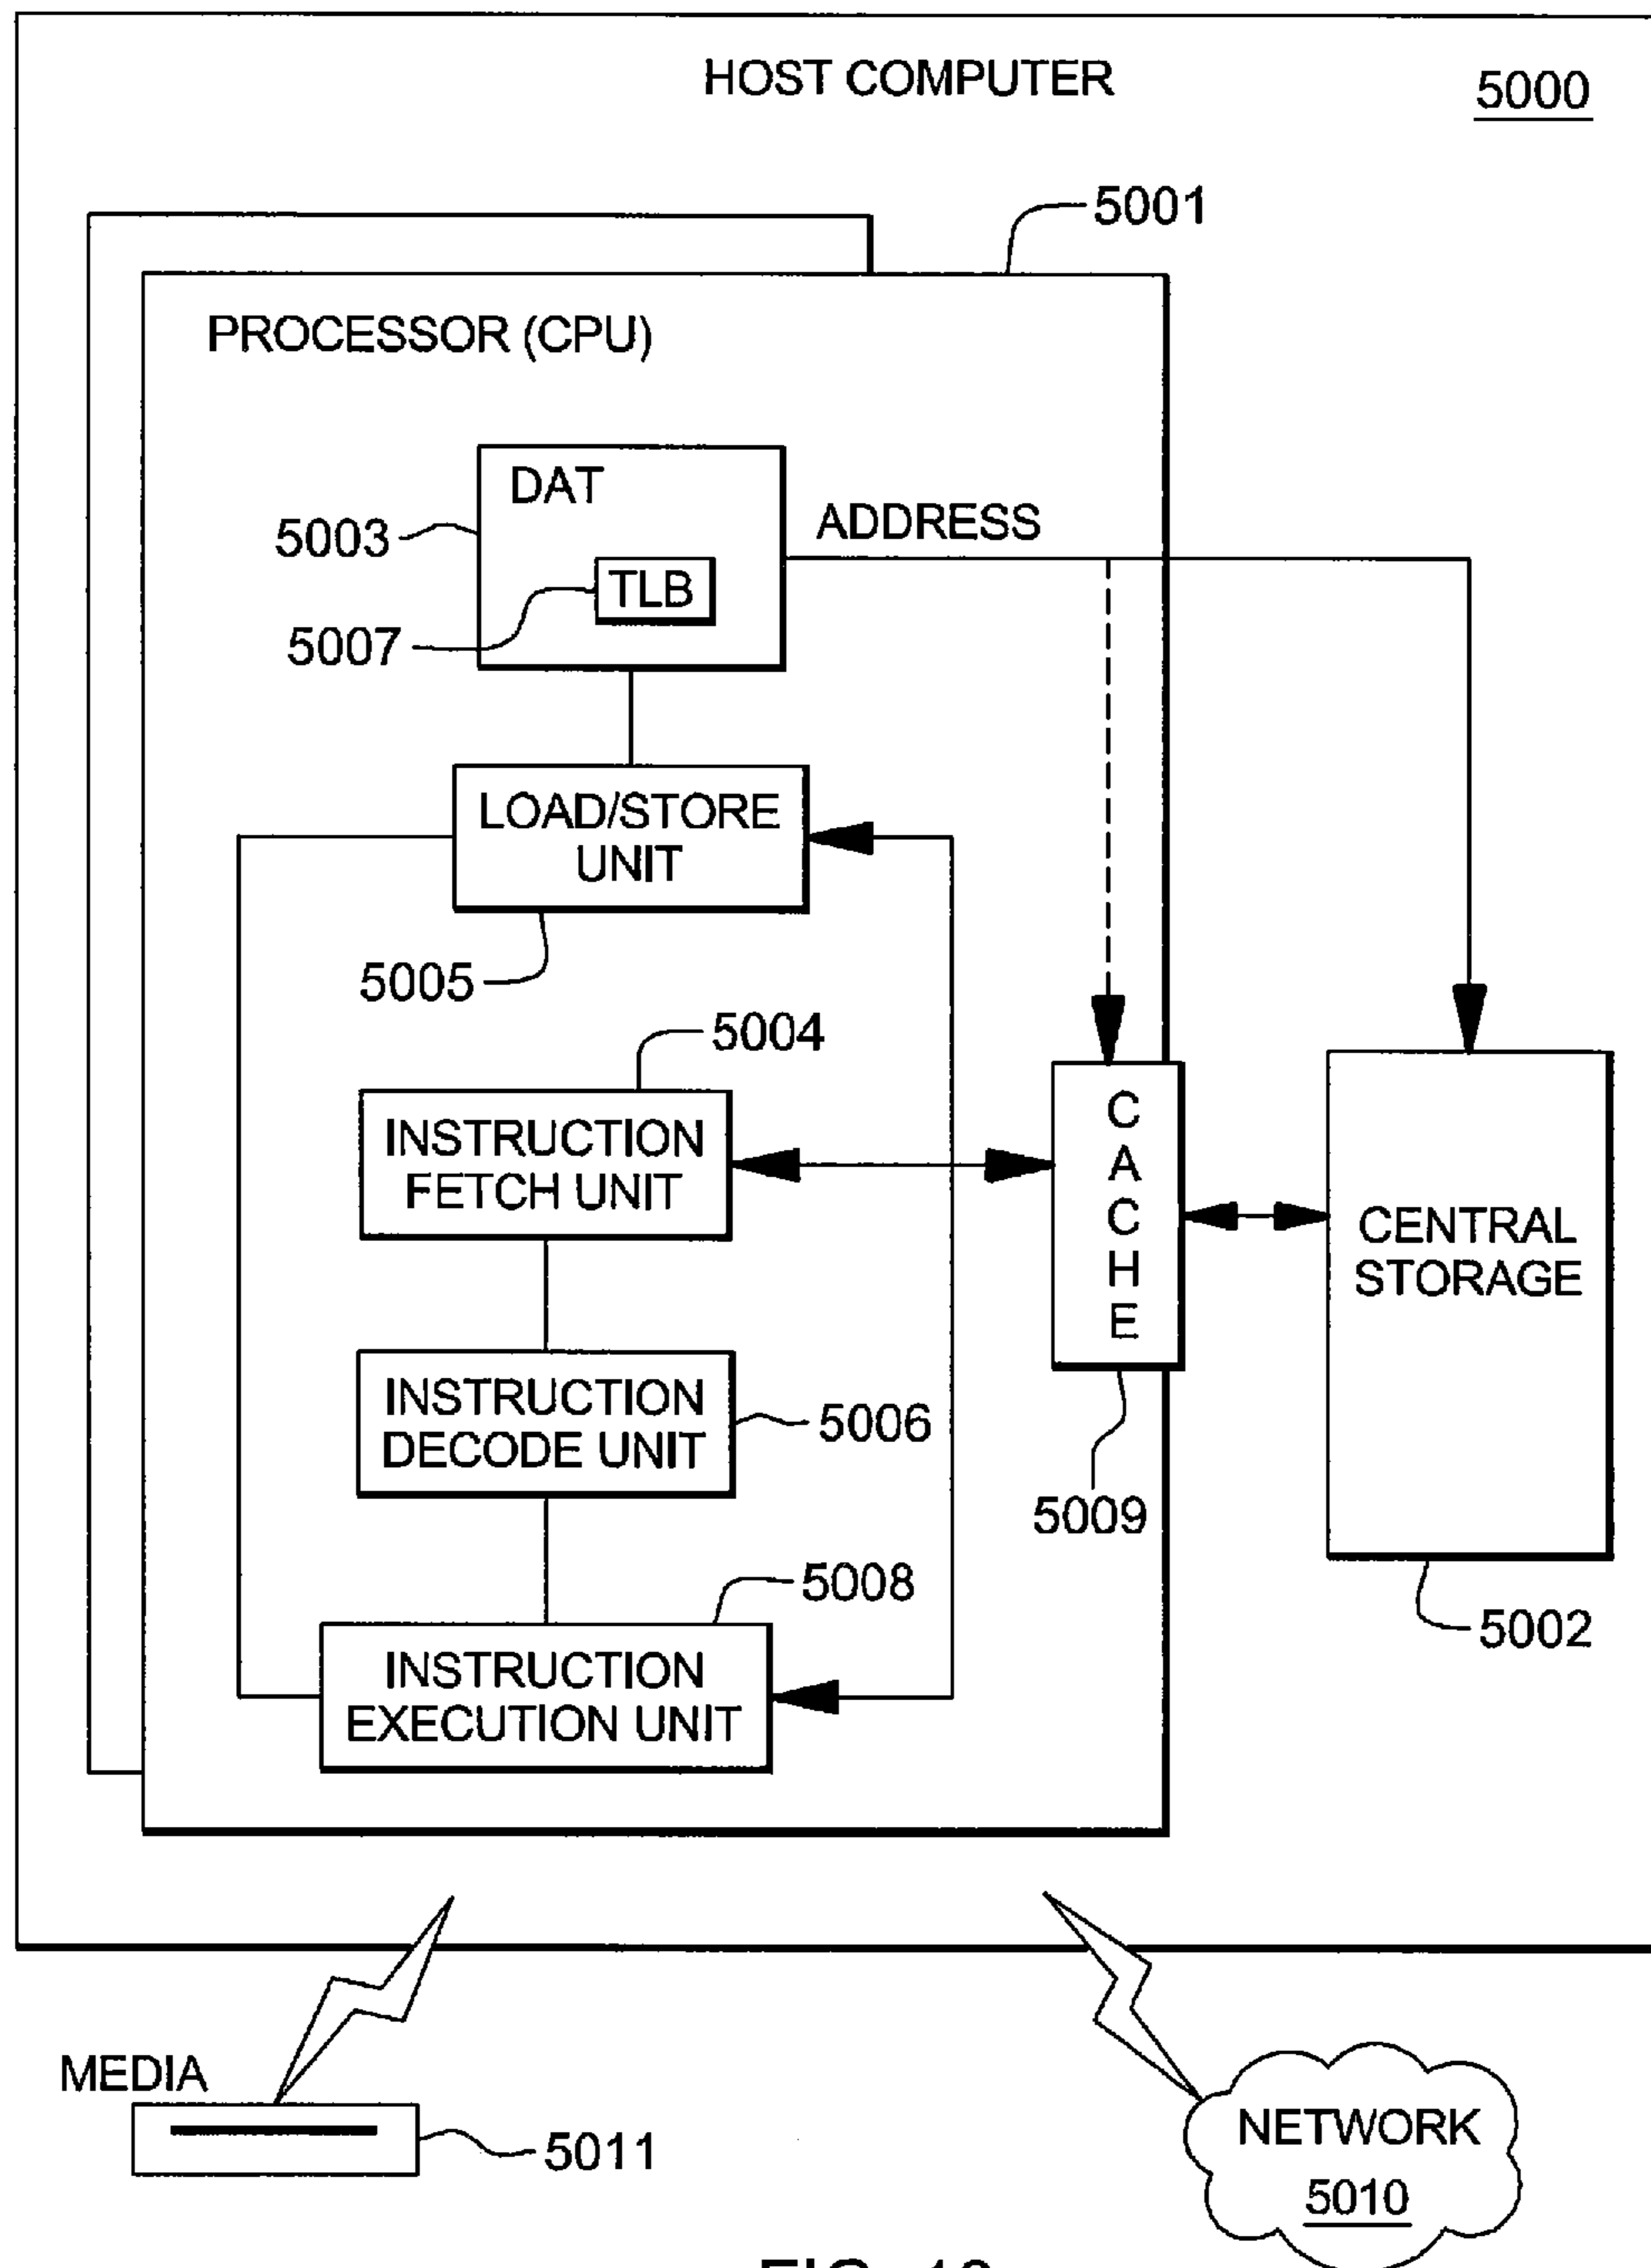 HOST COMPUTER
5000
5001
PROCESSOR (CPU)
DAT
5003
ADDRESS
TLB
5007
LOAD/STORE
UNIT
5005
5004
INSTRUCTION
FETCH UNIT
CACHE
CENTRAL
STORAGE
INSTRUCTION
DECODE UNIT
5006
5009
5008
5002
INSTRUCTION
EXECUTION UNIT
MEDIA
5011
NETWORK
5010